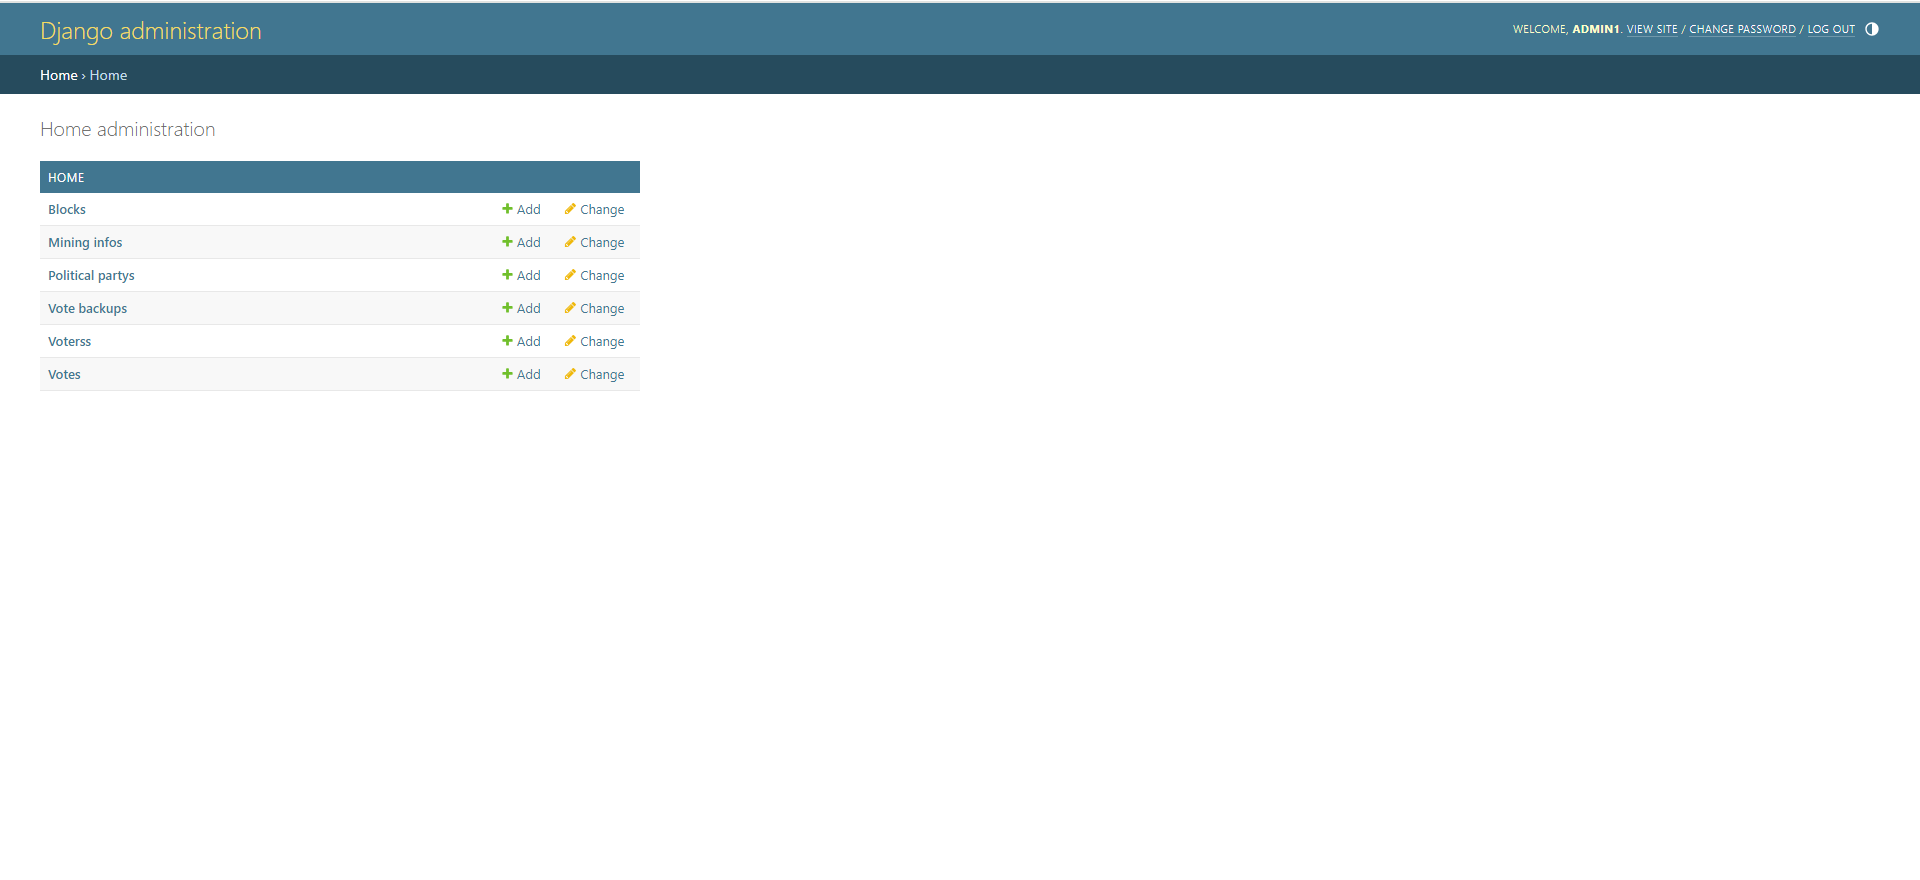 Django administration
WELCOME, ADMIN1. VIEW SITE / CHANGE PASSWORD / LOG OUT
Home › Home
Home administration
HOME
Blocks Add Change
Mining infos Add Change
Political partys Add Change
Vote backups Add Change
Voterss Add Change
Votes Add Change